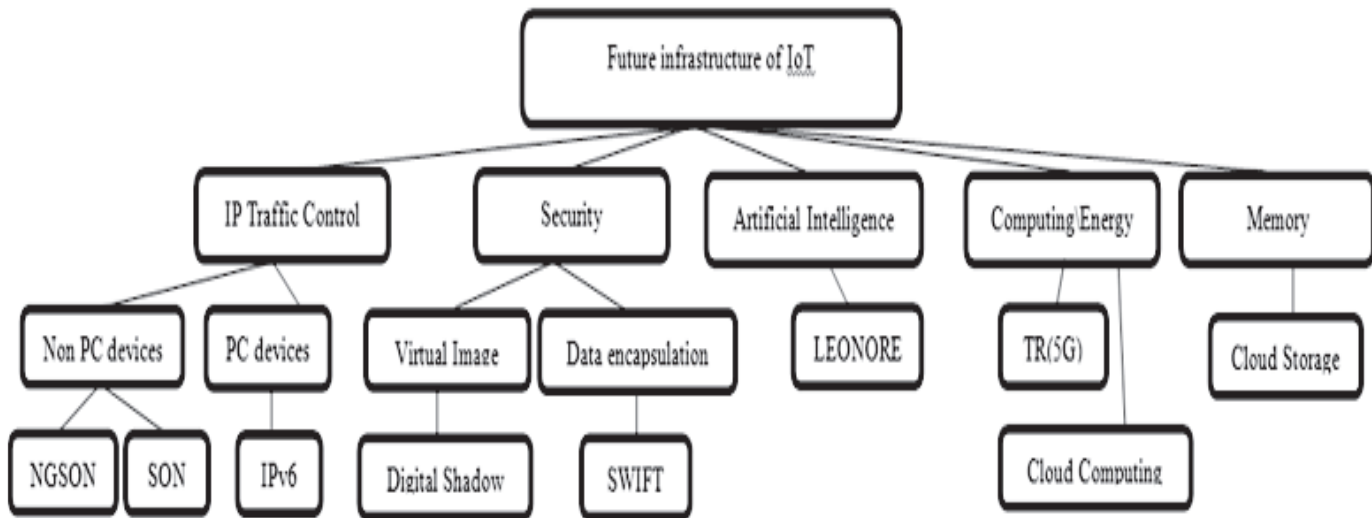 Future infrastructure of IoT
IP Traffic Control
Security
Artificial Intelligence
Computing\Energy
Memory
Non PC devices
PC devices
Virtual Image
Data encapsulation
LEONORE
TR(5G)
Cloud Storage
NGSON
SON
IPv6
Digital Shadow
SWIFT
Cloud Computing